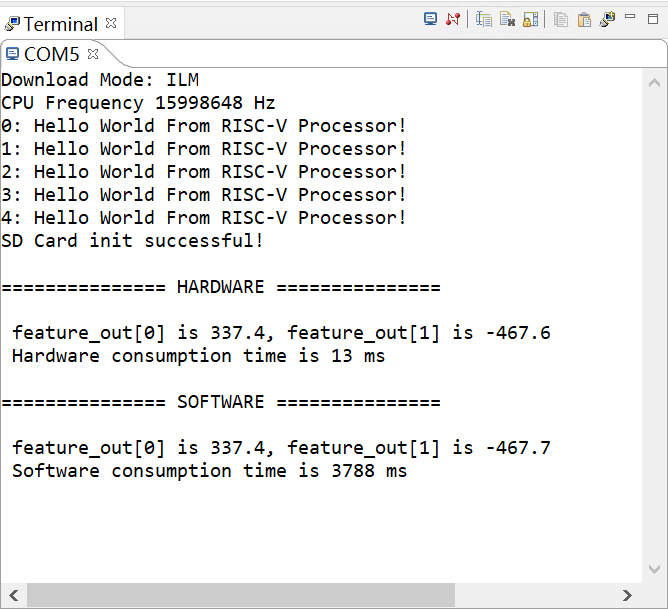 Terminal
COM5
Download Mode: ILM
CPU Frequency 15998648 Hz
0: Hello World From RISC-V Processor!
1: Hello World From RISC-V Processor!
2: Hello World From RISC-V Processor!
3: Hello World From RISC-V Processor!
4: Hello World From RISC-V Processor!
SD Card init successful!
=============== HARDWARE ===============
feature_out[0] is 337.4, feature_out[1] is -467.6
Hardware consumption time is 13 ms
=============== SOFTWARE ===============
feature_out[0] is 337.4, feature_out[1] is -467.7
Software consumption time is 3788 ms